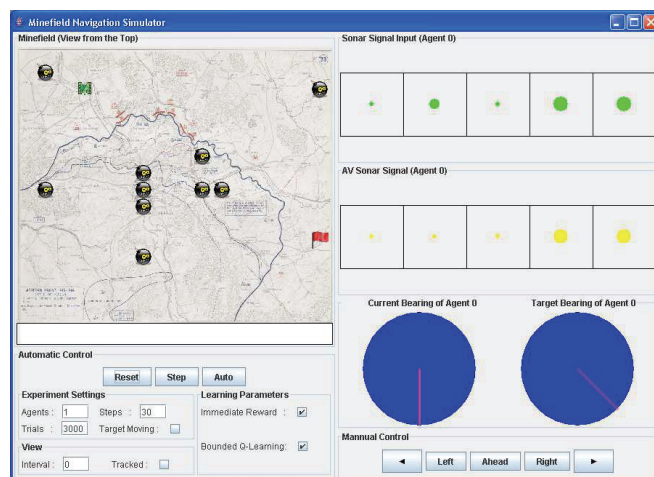 Minefield Navigation Simulator
Minefield (View from the Top)
Sonar Signal Input (Agent 0)
AV Sonar Signal (Agent 0)
Current Bearing of Agent 0
Target Bearing of Agent 0
Automatic Control
Reset
Step
Auto
Experiment Settings
Agents :
1
Steps :
30
Trials :
3000
Target Moving :
View
Interval :
0
Tracked :
Learning Parameters
Immediate Reward :
Bounded Q-Learning:
Mannual Control
Left
Ahead
Right